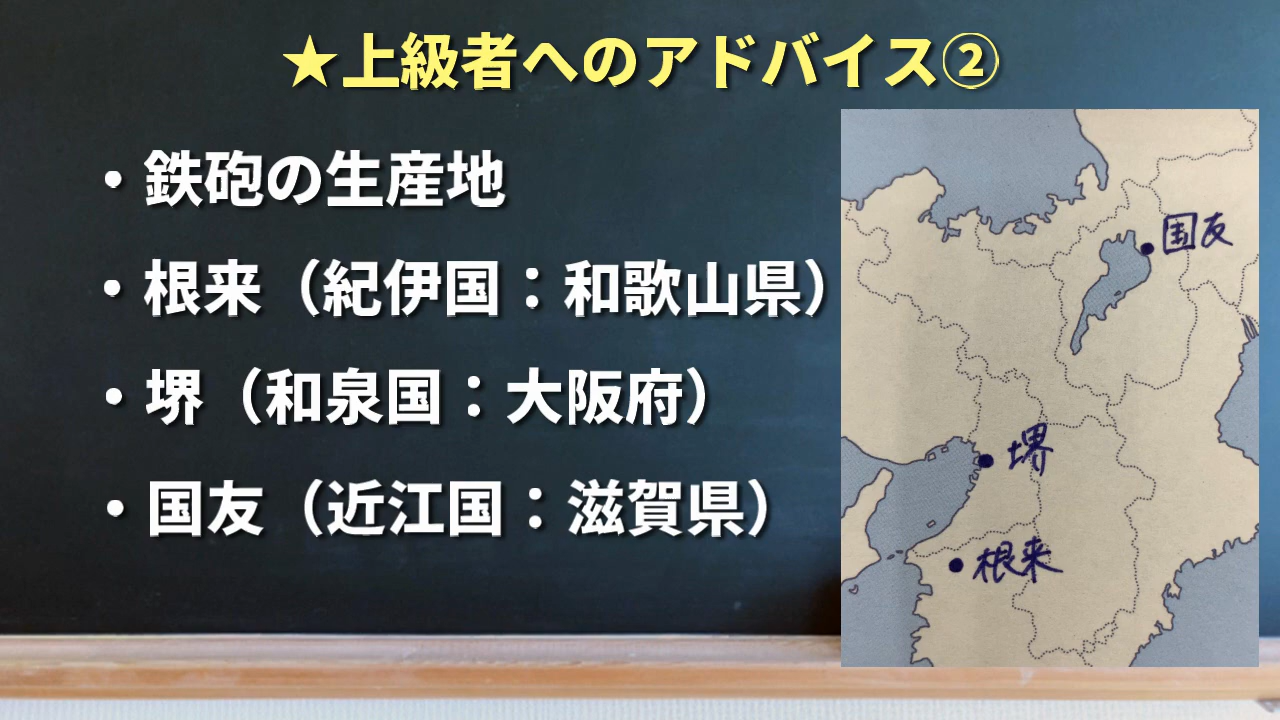 ★上級者へのアドバイス②
・鉄砲の生産地
・根来（紀伊国：和歌山県）
・堺（和泉国：大阪府）
・国友（近江国：滋賀県）
国友
堺
根来